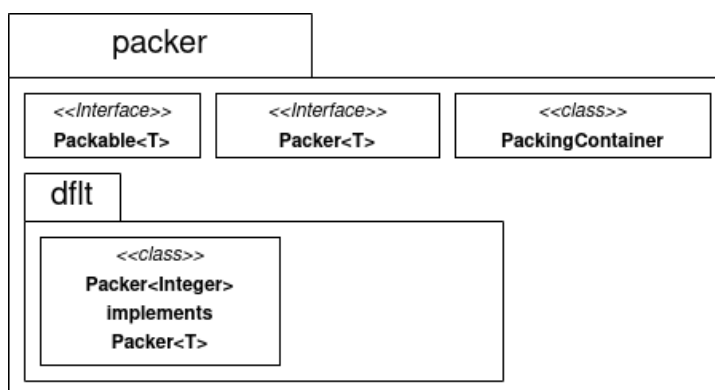 packer
<<Interface>>
Packable<T>
<<Interface>>
Packer<T>
<<class>>
PackingContainer
dflt
<<class>>
Packer<Integer>
implements
Packer<T>